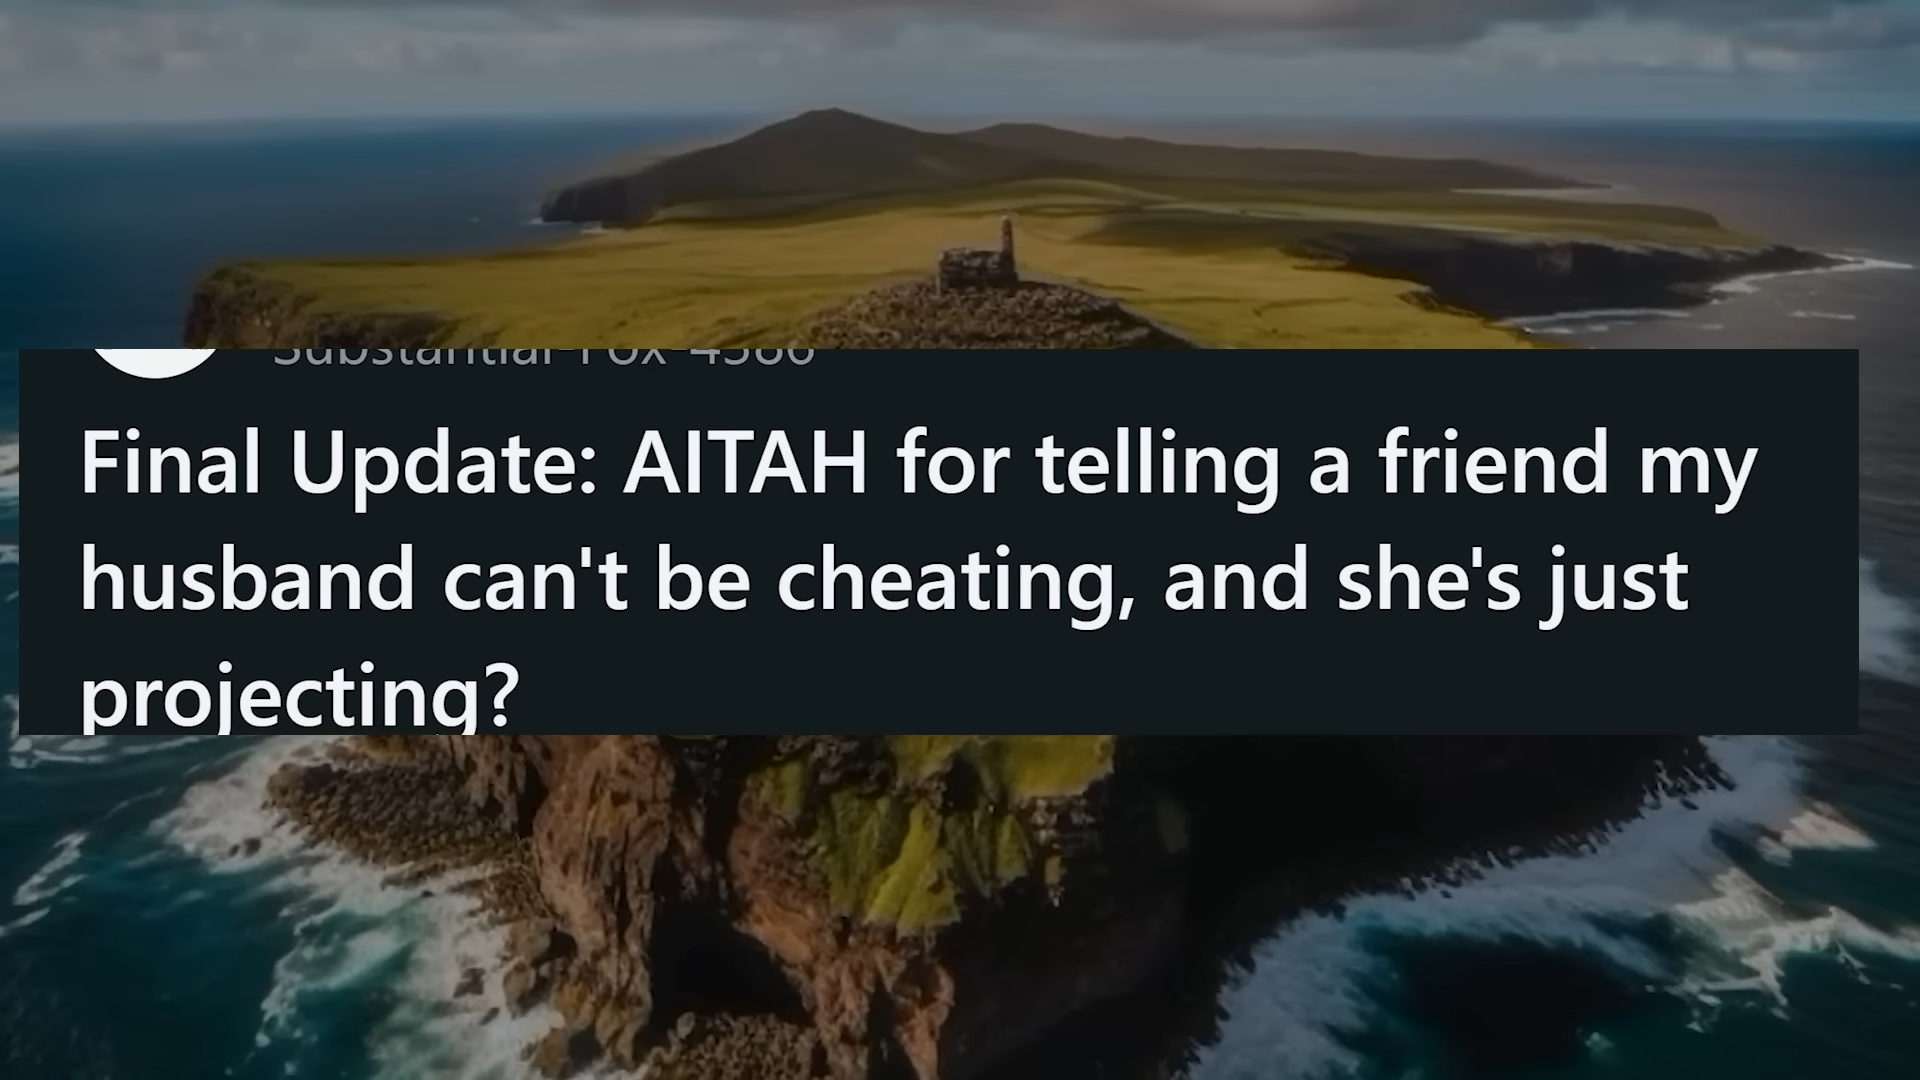 Final Update: AITAH for telling a friend my
husband can't be cheating, and she's just
projecting?